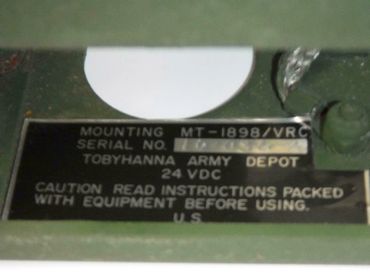 MOUNTING MT-1898/VRC
SERIAL NO.
TOBYHANNA ARMY DEPOT
24 VDC
CAUTION READ INSTRUCTIONS PACKED
WITH EQUIPMENT BEFORE USING.
U.S.